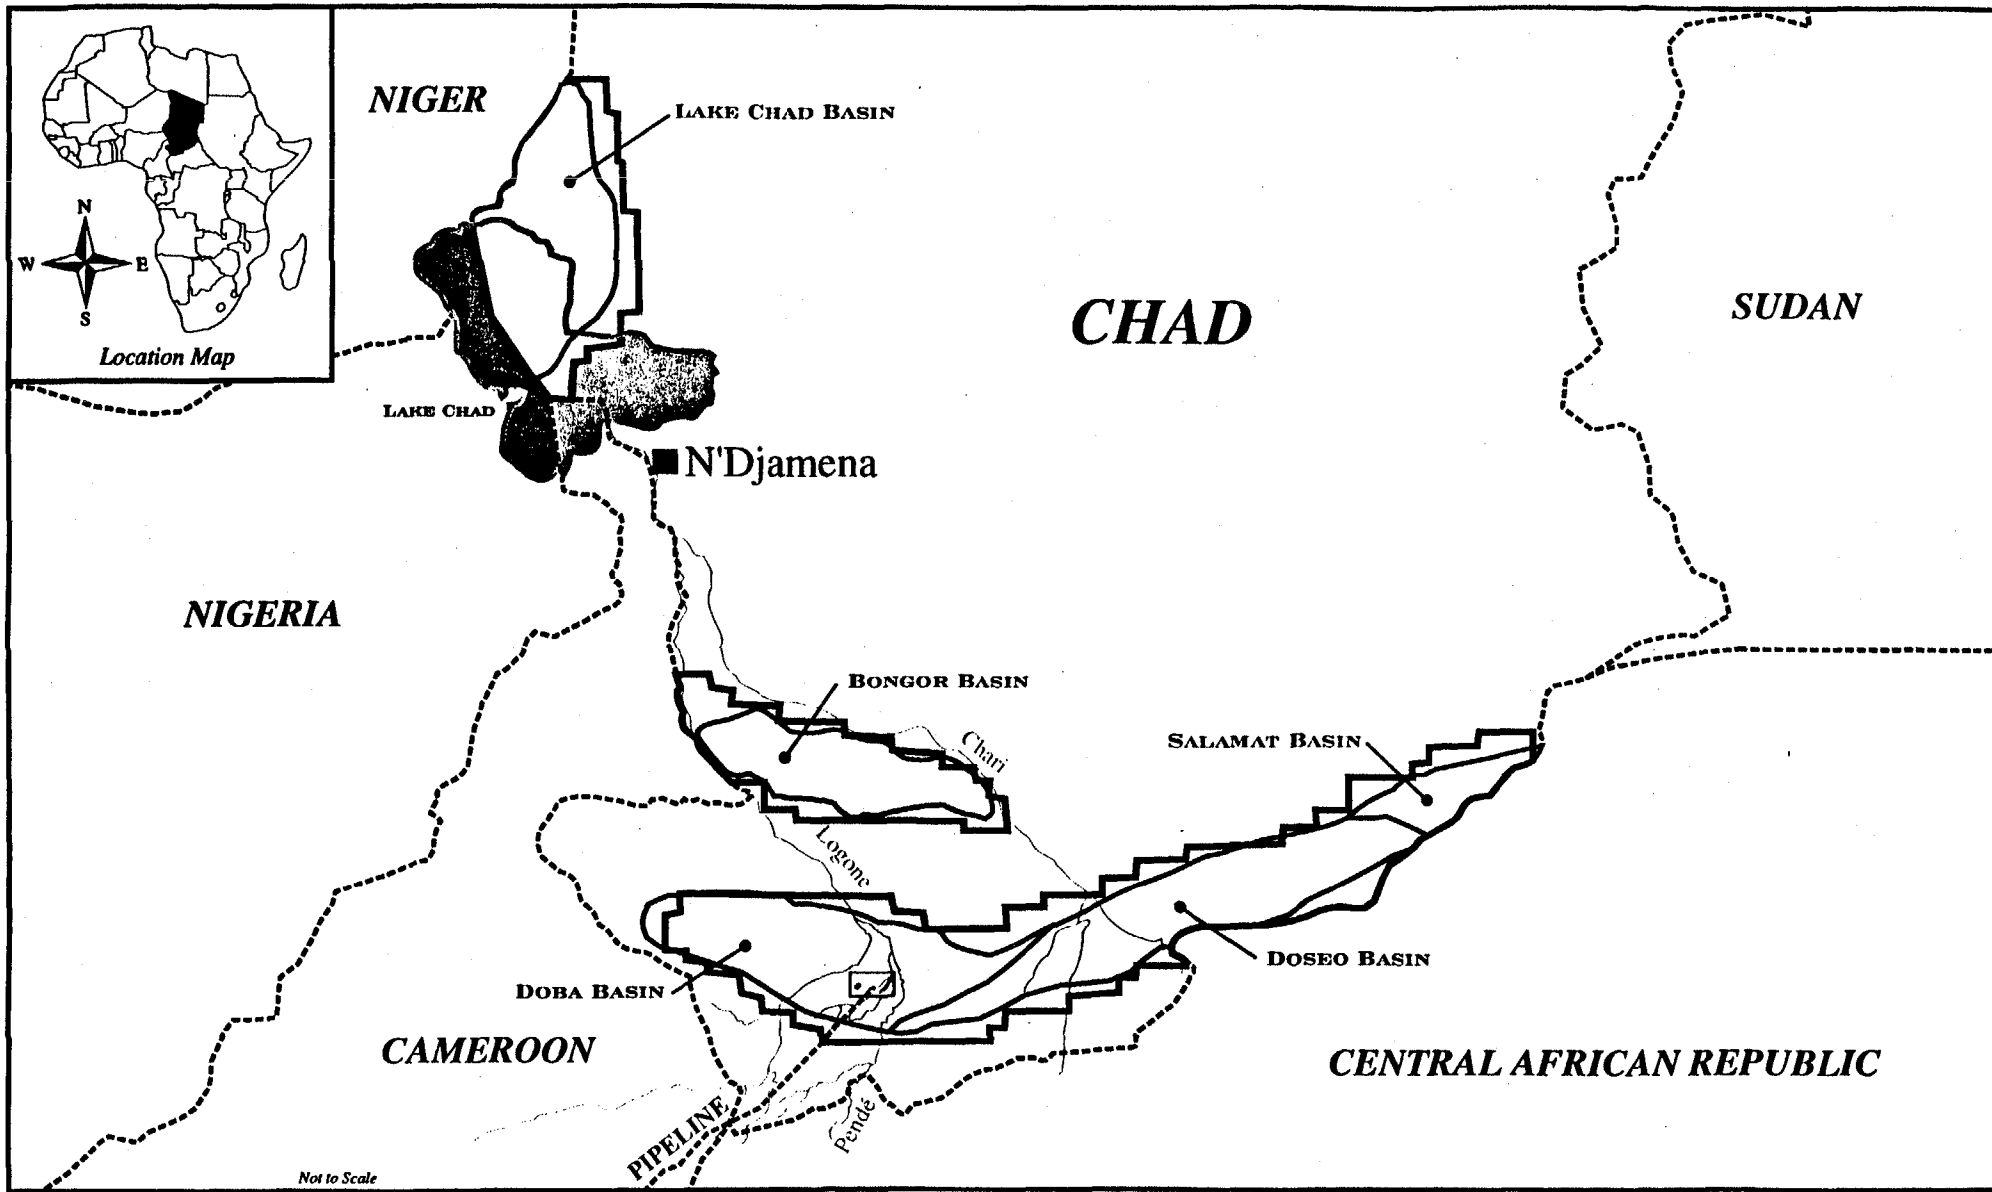 NIGER
LAKE CHAD BASIN
N
W
E
S
Location Map
CHAD
SUDAN
LAKE CHAD
N'Djamena
NIGERIA
BONGOR BASIN
Chari
SALAMAT BASIN
Logone
DOBA BASIN
DOSEO BASIN
CAMEROON
CENTRAL AFRICAN REPUBLIC
PIPELINE
Pendé
Not to Scale